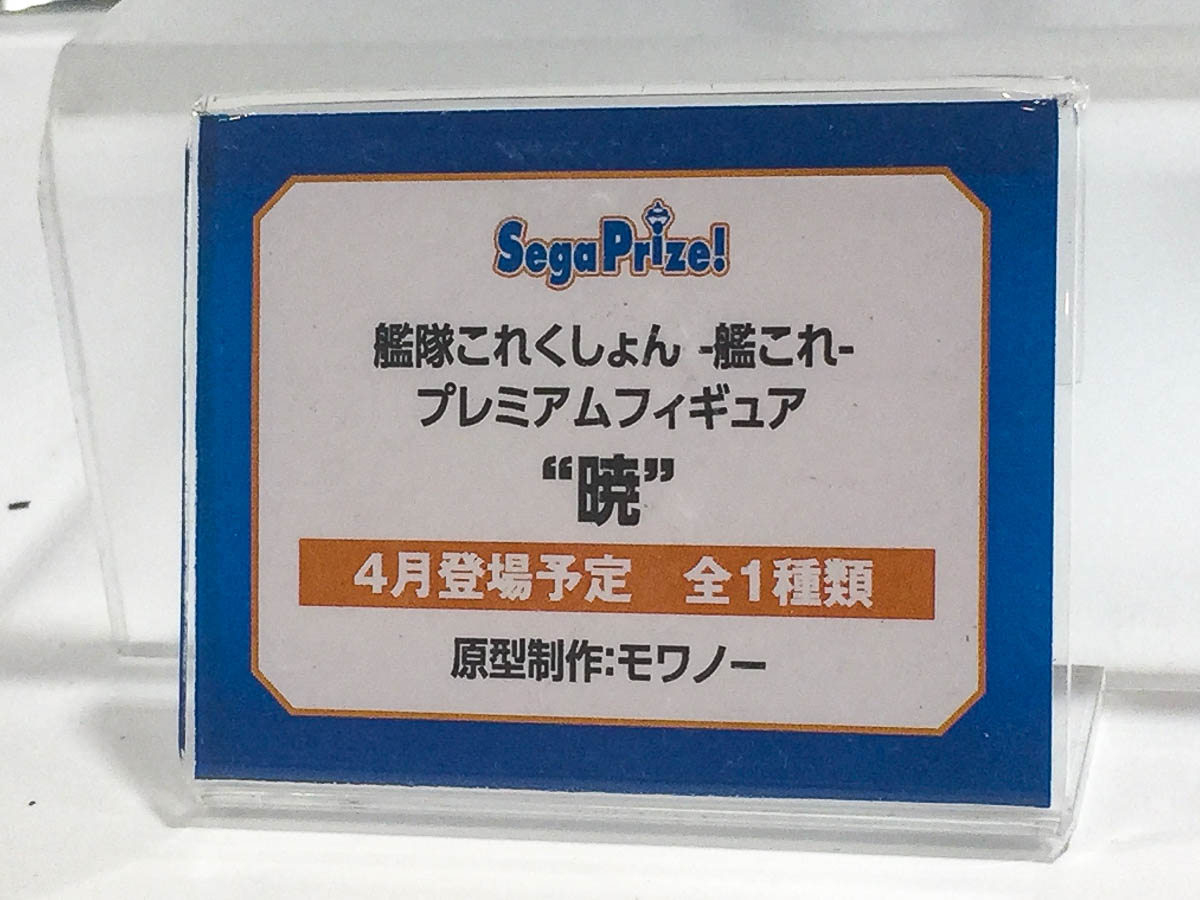 SegaPrize!
艦隊これくしょん -艦これ-
プレミアムフィギュア
“暁”
4月登場予定　全1種類
原型制作:モワノー